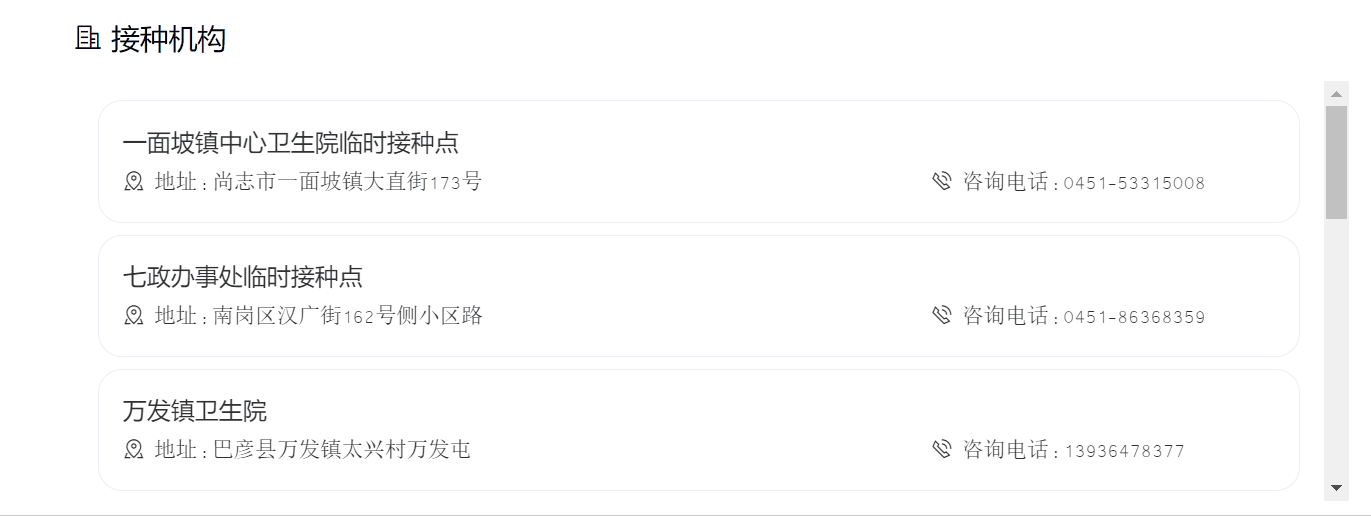 接种机构
一面坡镇中心卫生院临时接种点
地址:尚志市一面坡镇大直街173号 咨询电话:0451-53315008
七政办事处临时接种点
地址:南岗区汉广街162号侧小区路 咨询电话:0451-86368359
万发镇卫生院
地址:巴彦县万发镇太兴村万发屯 咨询电话:13936478377